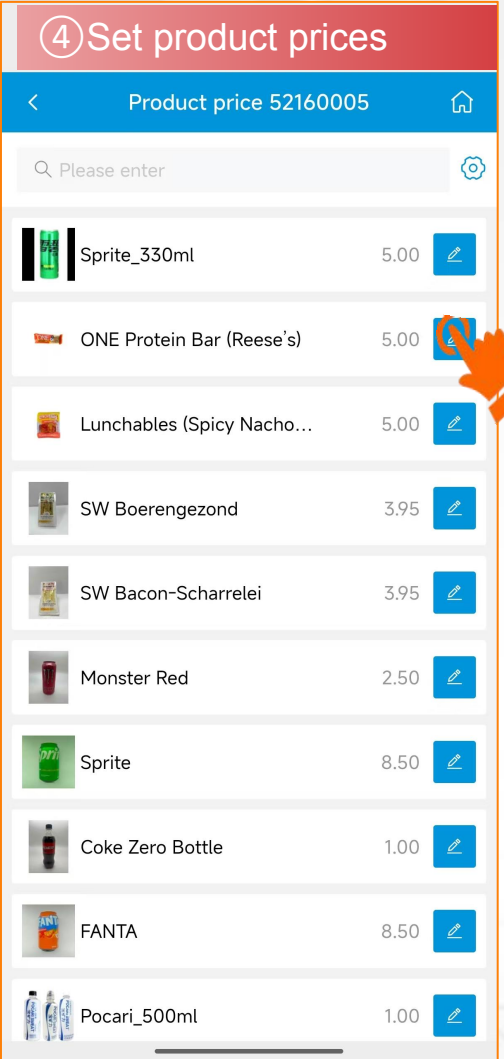 ④Set product prices
Product price 52160005
Please enter
Sprite_330ml 5.00
ONE Protein Bar (Reese's) 5.00
Lunchables (Spicy Nacho... 5.00
SW Boerengezond 3.95
SW Bacon-Scharrelei 3.95
Monster Red 2.50
Sprite 8.50
Coke Zero Bottle 1.00
FANTA 8.50
Pocari_500ml 1.00